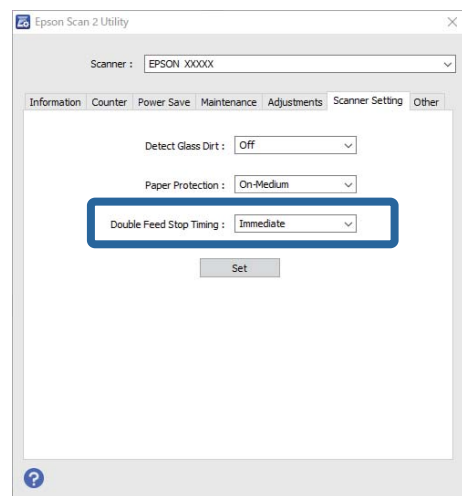 Epson Scan 2 Utility
Scanner : EPSON XXXXX
Information Counter Power Save Maintenance Adjustments Scanner Setting Other
Detect Glass Dirt : Off
Paper Protection : On-Medium
Double Feed Stop Timing : Immediate
Set
?